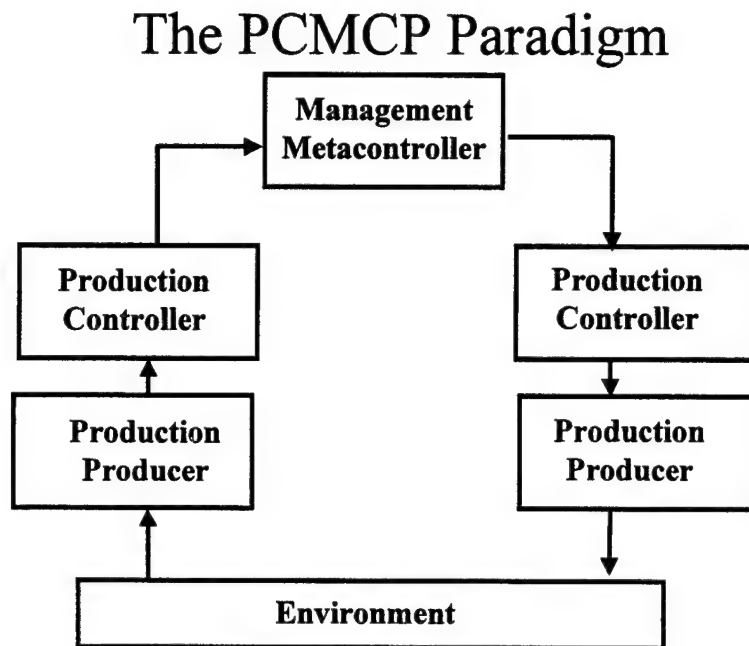 The PCMCP Paradigm
Management
Metacontroller
Production
Controller
Production
Controller
Production
Producer
Production
Producer
Environment